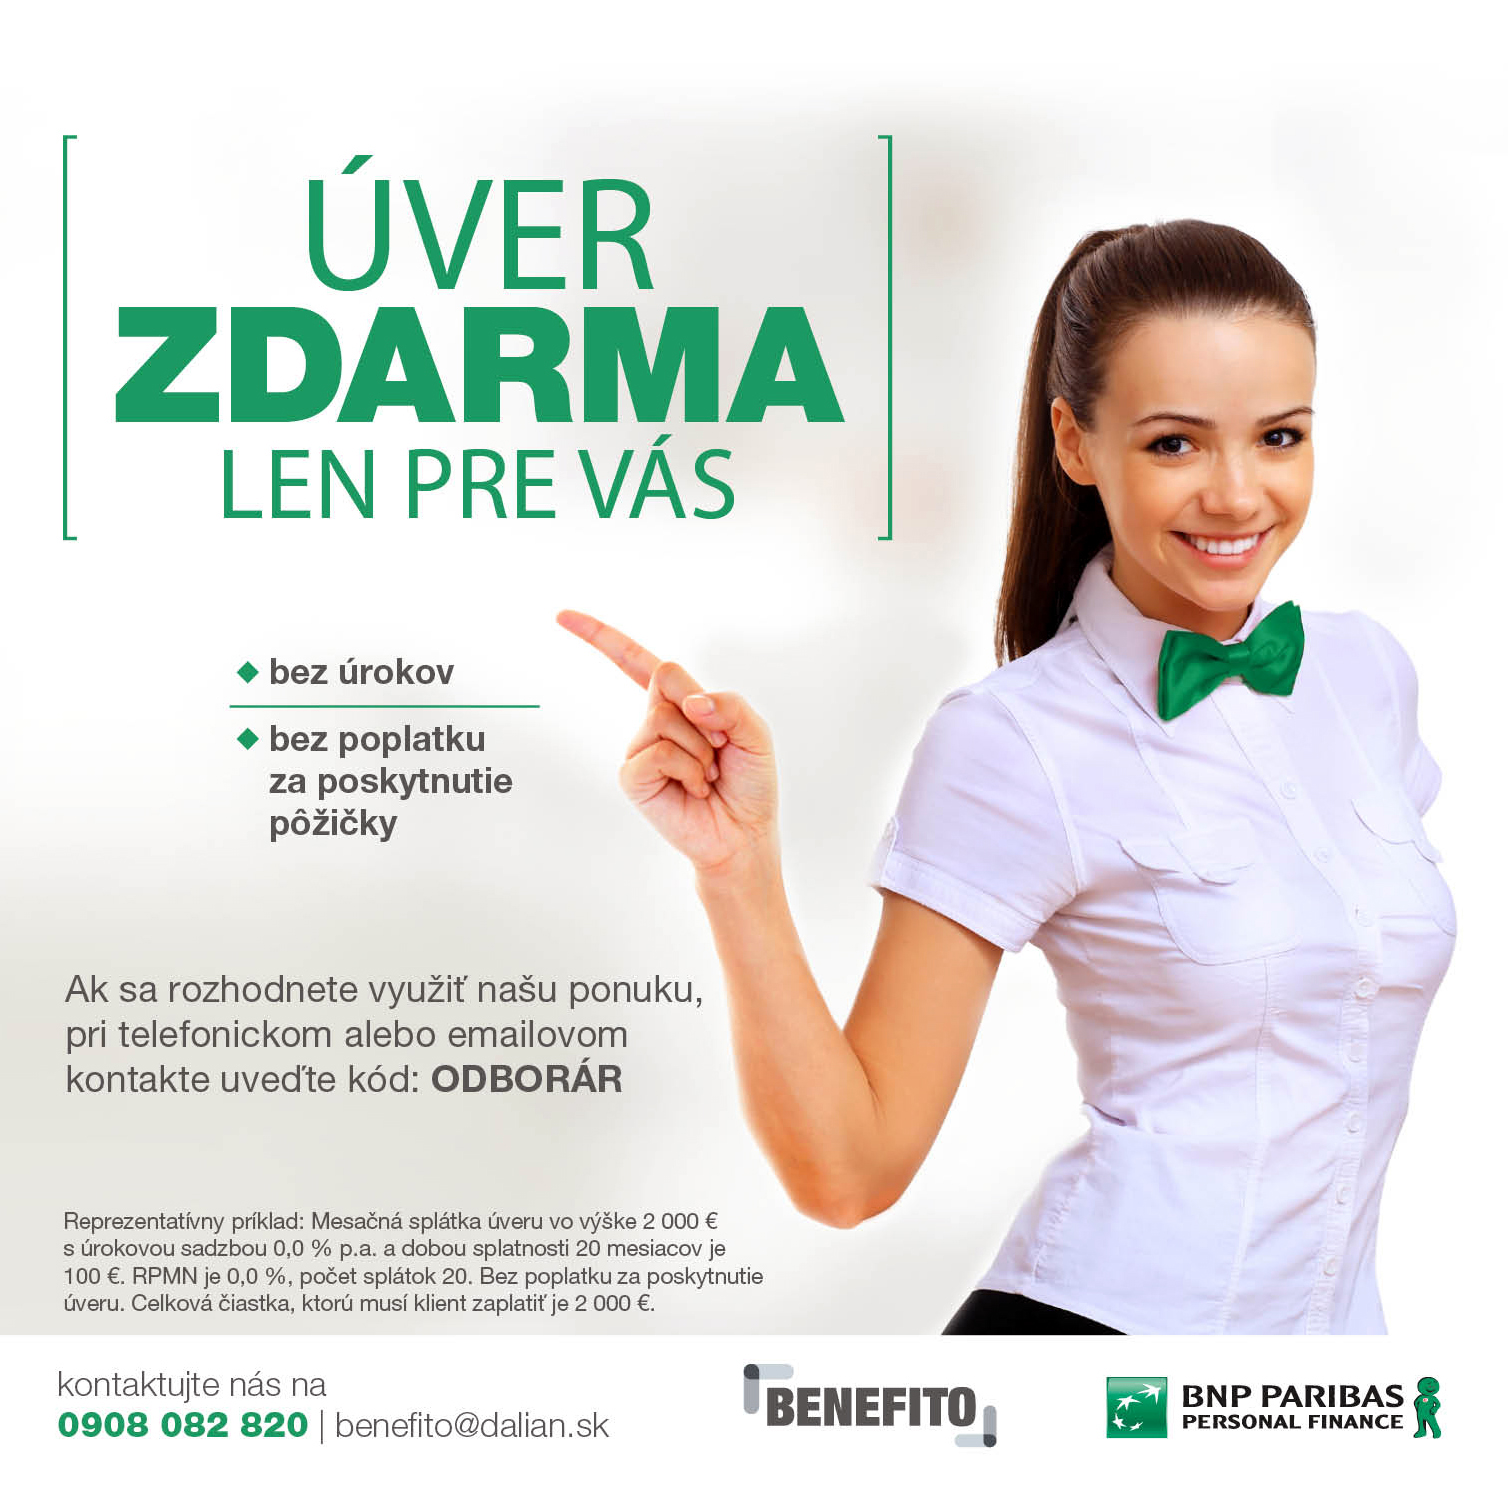 ÚVER
ZDARMA
LEN PRE VÁS
bez úrokov
bez poplatku
za poskytnutie
pôžičky
Ak sa rozhodnete využiť našu ponuku,
pri telefonickom alebo emailovom
kontakte uveďte kód: ODBORÁR
Reprezentatívny príklad: Mesačná splátka úveru vo výške 2 000 €
s úrokovou sadzbou 0,0 % p.a. a dobou splatnosti 20 mesiacov je
100 €. RPMN je 0,0 %, počet splátok 20. Bez poplatku za poskytnutie
úveru. Celková čiastka, ktorú musí klient zaplatiť je 2 000 €.
kontaktujte nás na
0908 082 820 | benefito@dalian.sk
BENEFITO
BNP PARIBAS
PERSONAL FINANCE